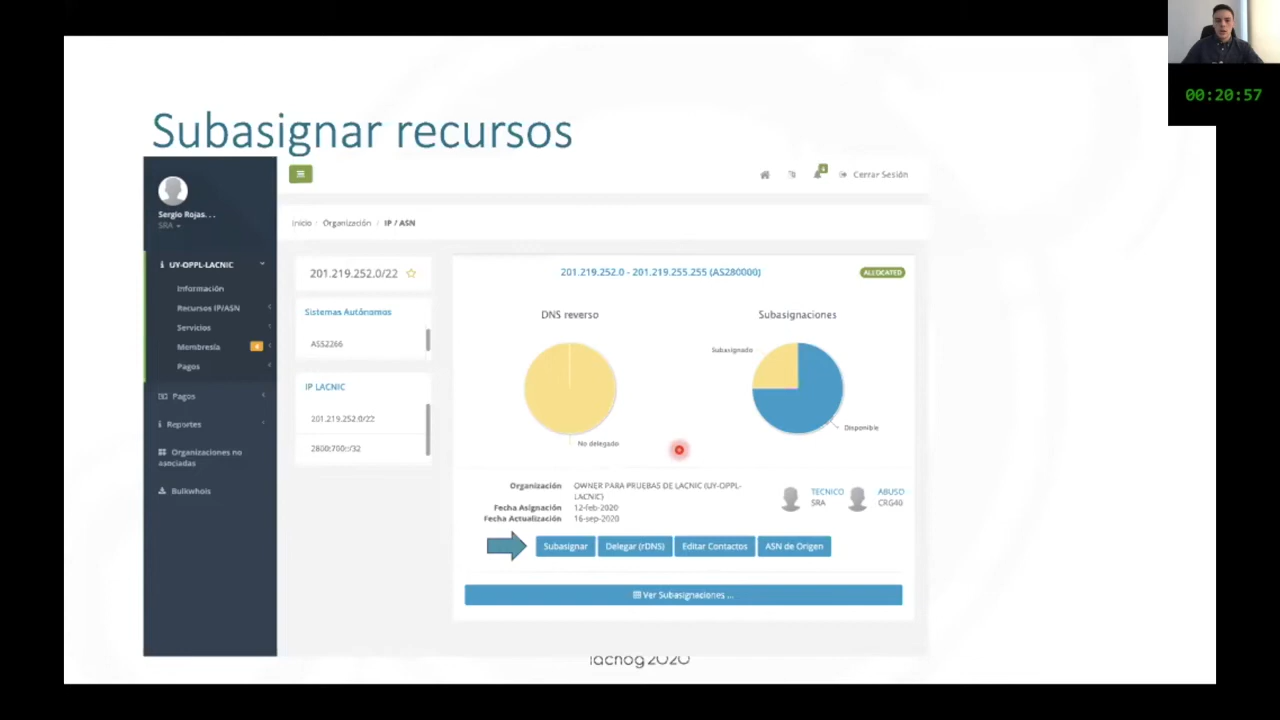 00:20:57
Subasignar recursos
Sergio Rojas. . .
SRA
UY-OPPL-LACNIC
Información
Recursos IP/ASN
Servicios
Membresía
4
Pagos
Pagos
Reportes
Organizaciones no
asociadas
Bulkwhois
Cerrar Sesión
Inicio / Organización / IP / ASN
201.219.252.0/22
Sistemas Autónomos
AS52266
IP LACNIC
201.219.252.0/22
2800:700::/32
201.219.252.0 - 201.219.255.255 (AS280000)
ALLOCATED
DNS reverso
No delegado
Subasignaciones
Subasignado
Disponible
Organización OWNER PARA PRUEBAS DE LACNIC (UY-OPPL-
LACNIC)
Fecha Asignación 12-feb-2020
Fecha Actualización 16-sep-2020
TECNICO
SRA
ABUSO
CRG40
Subasignar Delegar (rDNS) Editar Contactos ASN de Origen
Ver Subasignaciones ...
lacnog2020